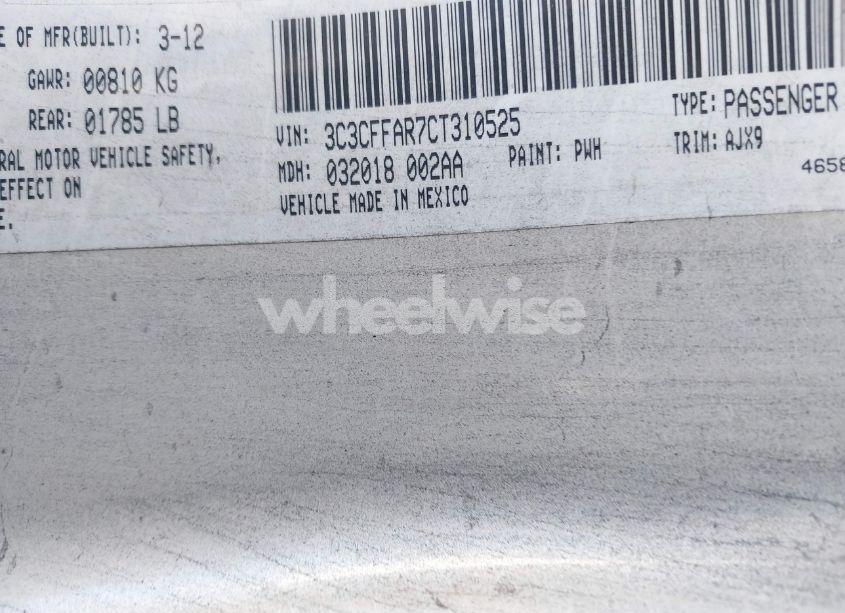 E OF MFR(BUILT): 3-12
GAWR: 00810 KG
REAR: 01785 LB
RAL MOTOR VEHICLE SAFETY,
EFFECT ON
E:
VIN: 3C3CFFAR7CT310525
TYPE: PASSENGER
MDH: 032018 002AA
PAINT: PWH
TRIM: AJX9
VEHICLE MADE IN MEXICO
4658
wheelwise